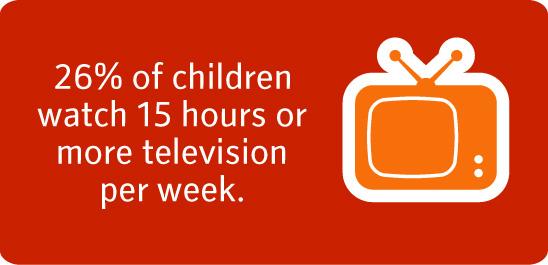 26% of children
watch 15 hours or
more television
per week.